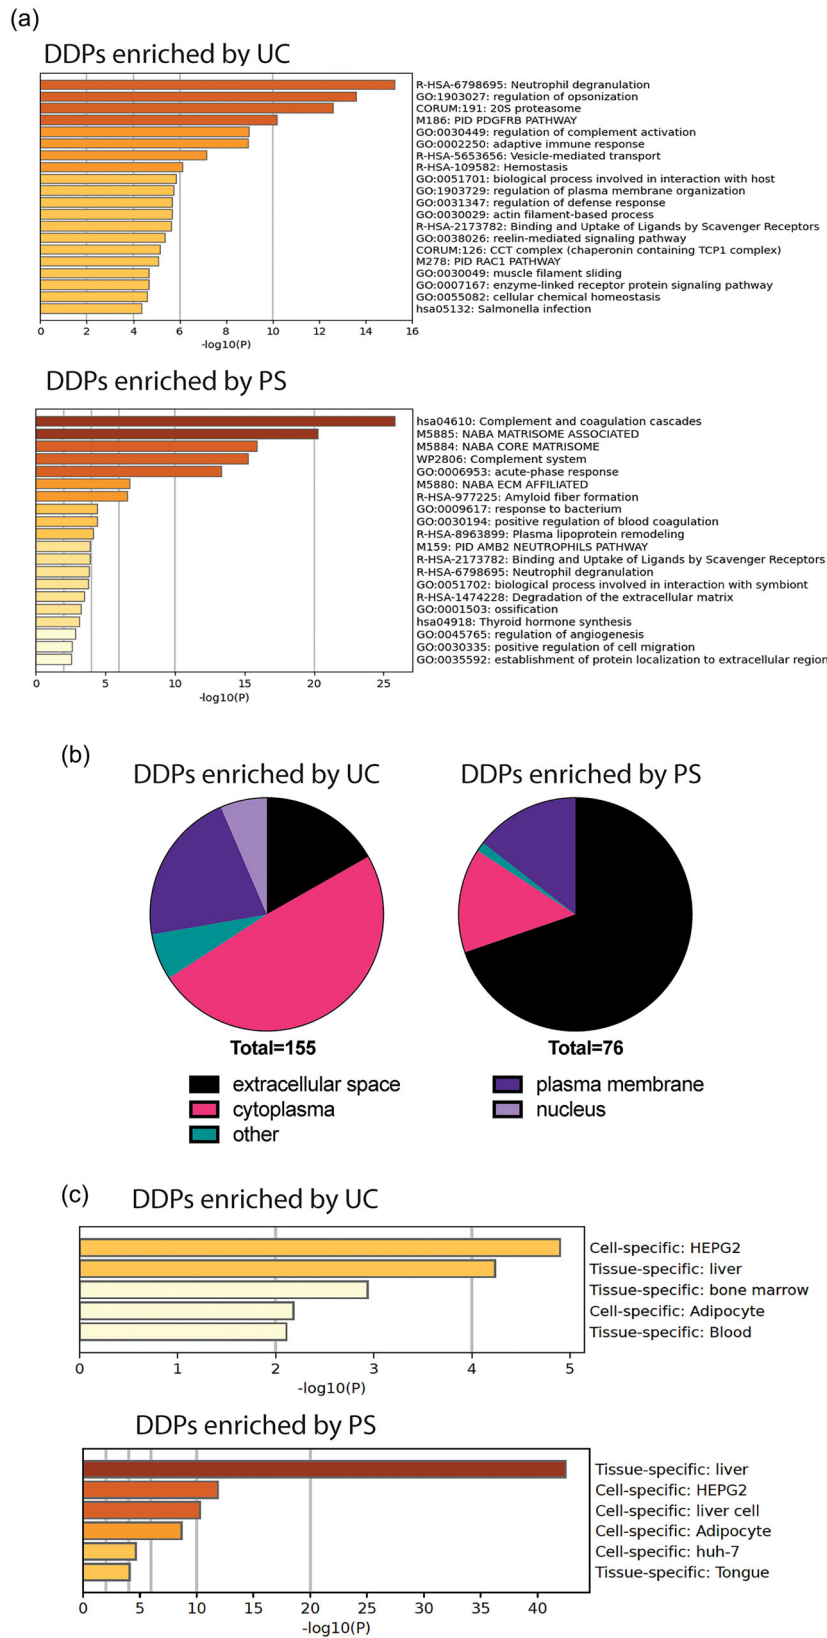 (a)
DDPs enriched by UC
R-HSA-6798695: Neutrophil degranulation
GO:1903027: regulation of opsonization
CORUM:191: 20S proteasome
M186: PID PDGFRB PATHWAY
GO:0030449: regulation of complement activation
GO:0002250: adaptive immune response
R-HSA-5653656: Vesicle-mediated transport
R-HSA-109582: Hemostasis
GO:0051701: biological process involved in interaction with host
GO:1903729: regulation of plasma membrane organization
GO:0031347: regulation of defense response
GO:0030029: actin filament-based process
R-HSA-2173782: Binding and Uptake of Ligands by Scavenger Receptors
GO:0038026: reelin-mediated signaling pathway
CORUM:126: CCT complex (chaperonin containing TCP1 complex)
M278: PID RAC1 PATHWAY
GO:0030049: muscle filament sliding
GO:0007167: enzyme-linked receptor protein signaling pathway
GO:0055082: cellular chemical homeostasis
hsa05132: Salmonella infection
0 2 4 6 8 10 12 14 16
-log10(P)
DDPs enriched by PS
hsa04610: Complement and coagulation cascades
M5885: NABA MATRISOME ASSOCIATED
M5884: NABA CORE MATRISOME
WP2806: Complement system
GO:0006953: acute-phase response
M5880: NABA ECM AFFILIATED
R-HSA-977225: Amyloid fiber formation
GO:0009617: response to bacterium
GO:0030194: positive regulation of blood coagulation
R-HSA-8963899: Plasma lipoprotein remodeling
M159: PID AMB2 NEUTROPHILS PATHWAY
R-HSA-2173782: Binding and Uptake of Ligands by Scavenger Receptors
R-HSA-6798695: Neutrophil degranulation
GO:0051702: biological process involved in interaction with symbiont
R-HSA-1474228: Degradation of the extracellular matrix
GO:0001503: ossification
hsa04918: Thyroid hormone synthesis
GO:0045765: regulation of angiogenesis
GO:0030335: positive regulation of cell migration
GO:0035592: establishment of protein localization to extracellular region
0 5 10 15 20 25
-log10(P)
(b)
DDPs enriched by UC DDPs enriched by PS
Total=155 Total=76
extracellular space plasma membrane
cytoplasma nucleus
other
(c)
DDPs enriched by UC
Cell-specific: HEPG2
Tissue-specific: liver
Tissue-specific: bone marrow
Cell-specific: Adipocyte
Tissue-specific: Blood
0 1 2 3 4 5
-log10(P)
DDPs enriched by PS
Tissue-specific: liver
Cell-specific: HEPG2
Cell-specific: liver cell
Cell-specific: Adipocyte
Cell-specific: huh-7
Tissue-specific: Tongue
0 5 10 15 20 25 30 35 40
-log10(P)